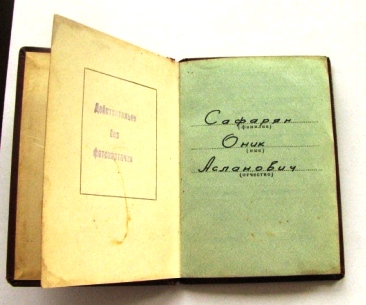 Действительно
без
фотокарточки
Сафарян
(фамилия)
Оник
(имя)
Асланович
(отчество)